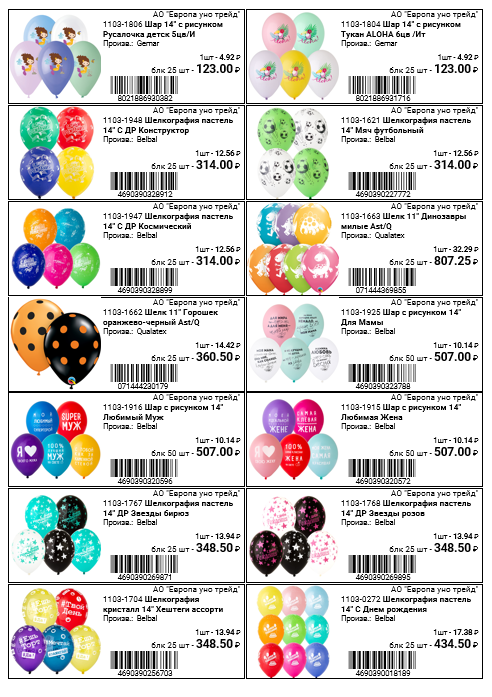 АО "Европа уно трейд"
1103-1806 Шар 14" с рисунком
Русалочка детск 5цв/И
Произв.: Gemar
1шт - 4.92 ₽
блк 25 шт - 123.00 ₽
8021886930382
АО "Европа уно трейд"
1103-1804 Шар 14" с рисунком
Тукан ALOHA 6цв /Ит
Произв.: Gemar
1шт - 4.92 ₽
блк 25 шт - 123.00 ₽
8021886931716
АО "Европа уно трейд"
1103-1948 Шелкография пастель
14" С ДР Конструктор
Произв.: Belbal
1шт - 12.56 ₽
блк 25 шт - 314.00 ₽
4690390328912
АО "Европа уно трейд"
1103-1621 Шелкография пастель
14" Мяч футбольный
Произв.: Belbal
1шт - 12.56 ₽
блк 25 шт - 314.00 ₽
4690390227772
АО "Европа уно трейд"
1103-1947 Шелкография пастель
14" С ДР Космический
Произв.: Belbal
1шт - 12.56 ₽
блк 25 шт - 314.00 ₽
4690390328899
АО "Европа уно трейд"
1103-1663 Шелк 11" Динозавры
милые Ast/Q
Произв.: Qualatex
1шт - 32.29 ₽
блк 25 шт - 807.25 ₽
071444369855
АО "Европа уно трейд"
1103-1662 Шелк 11" Горошек
оранжево-черный Ast/Q
Произв.: Qualatex
1шт - 14.42 ₽
блк 25 шт - 360.50 ₽
071444230179
АО "Европа уно трейд"
1103-1925 Шар с рисунком 14"
Для Мамы
Произв.: Belbal
1шт - 10.14 ₽
блк 50 шт - 507.00 ₽
4690390323788
АО "Европа уно трейд"
1103-1916 Шар с рисунком 14"
Любимый Муж
Произв.: Belbal
SUPER
МУЖ
Я
100%
МУЖ
1шт - 10.14 ₽
блк 50 шт - 507.00 ₽
4690390320596
АО "Европа уно трейд"
1103-1915 Шар с рисунком 14"
Любимая Жена
Произв.: Belbal
ЖЕНЕ
САМАЯ
ЖЕНА
Я
100%
ЖЕНА
1шт - 10.14 ₽
блк 50 шт - 507.00 ₽
4690390320572
АО "Европа уно трейд"
1103-1767 Шелкография пастель
14" ДР Звезды бирюз
Произв.: Belbal
1шт - 13.94 ₽
блк 25 шт - 348.50 ₽
4690390269871
АО "Европа уно трейд"
1103-1768 Шелкография пастель
14" ДР Звезды розов
Произв.: Belbal
1шт - 13.94 ₽
блк 25 шт - 348.50 ₽
4690390269895
АО "Европа уно трейд"
1103-1704 Шелкография
кристалл 14" Хештеги ассорти
Произв.: Belbal
#Твой
День
#Ешь
Торт
1шт - 13.94 ₽
блк 25 шт - 348.50 ₽
4690390256703
АО "Европа уно трейд"
1103-0272 Шелкография пастель
14" С Днем рождения
Произв.: Belbal
1шт - 17.38 ₽
блк 25 шт - 434.50 ₽
4690390018189